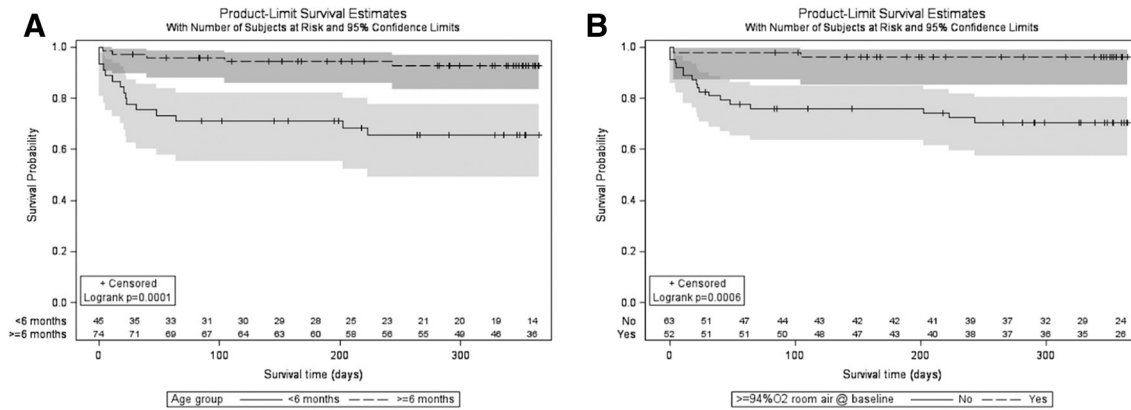 A
Product-Limit Survival Estimates
With Number of Subjects at Risk and 95% Confidence Limits
1.0
0.8
0.6
0.4
0.2
0.0
Survival Probability
+ Censored
Logrank p=0.0001
<6 months 45 35 33 31 30 29 28 25 23 21 20 19 14
>=6 months 74 71 69 67 64 63 60 58 56 55 49 46 36
0 100 200 300
Survival time (days)
Age group <6 months >=6 months
B
Product-Limit Survival Estimates
With Number of Subjects at Risk and 95% Confidence Limits
1.0
0.8
0.6
0.4
0.2
0.0
Survival Probability
+ Censored
Logrank p=0.0006
No 63 51 47 44 43 42 42 41 39 37 32 29 24
Yes 52 51 51 50 48 47 43 40 38 37 36 35 26
0 100 200 300
Survival time (days)
>=94%O2 room air @ baseline No Yes